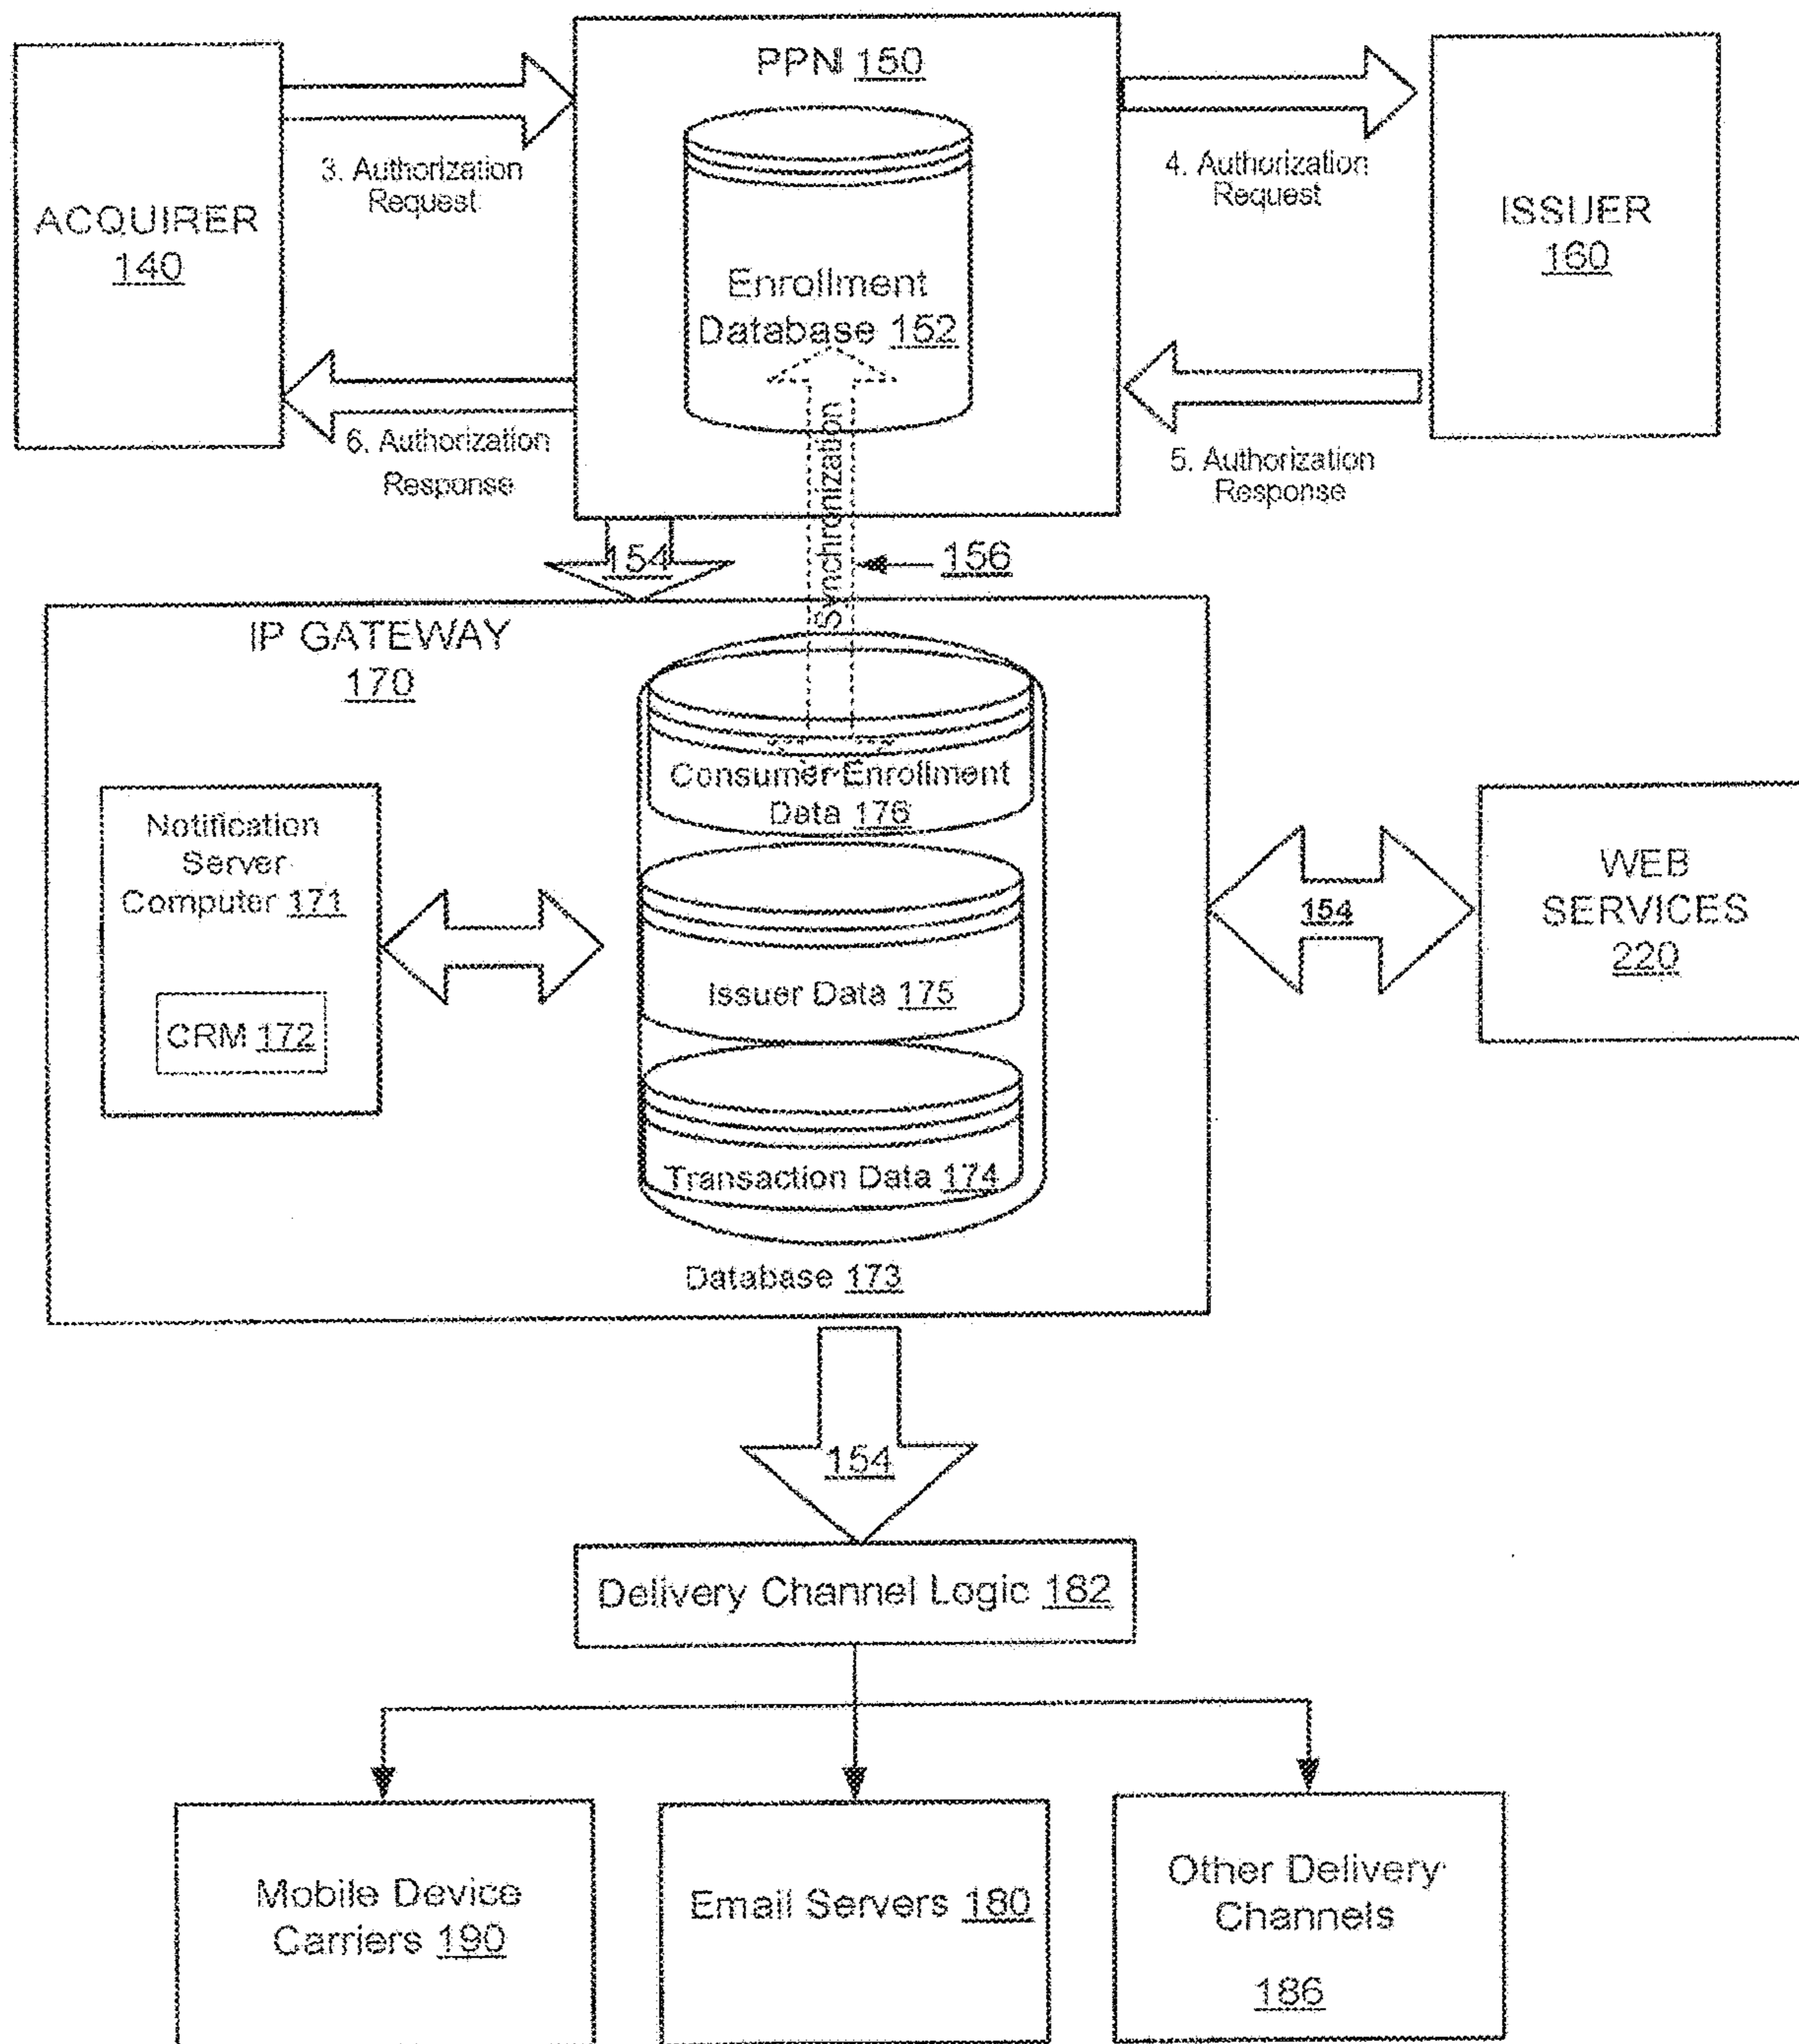 PPN 150
3. Authorization
Request
4. Authorization
Request
ACQUIRER
140
ISSUER
160
Enrollment
Database 152
6. Authorization
Response
5. Authorization
Response
Synchronization
154
156
IP GATEWAY
170
Consumer Enrollment
Data 176
Notification
Server
Computer 171
CRM 172
Issuer Data 175
Transaction Data 174
Database 173
154
WEB
SERVICES
220
154
Delivery Channel Logic 182
Mobile Device
Carriers 190
Email Servers 180
Other Delivery
Channels
186